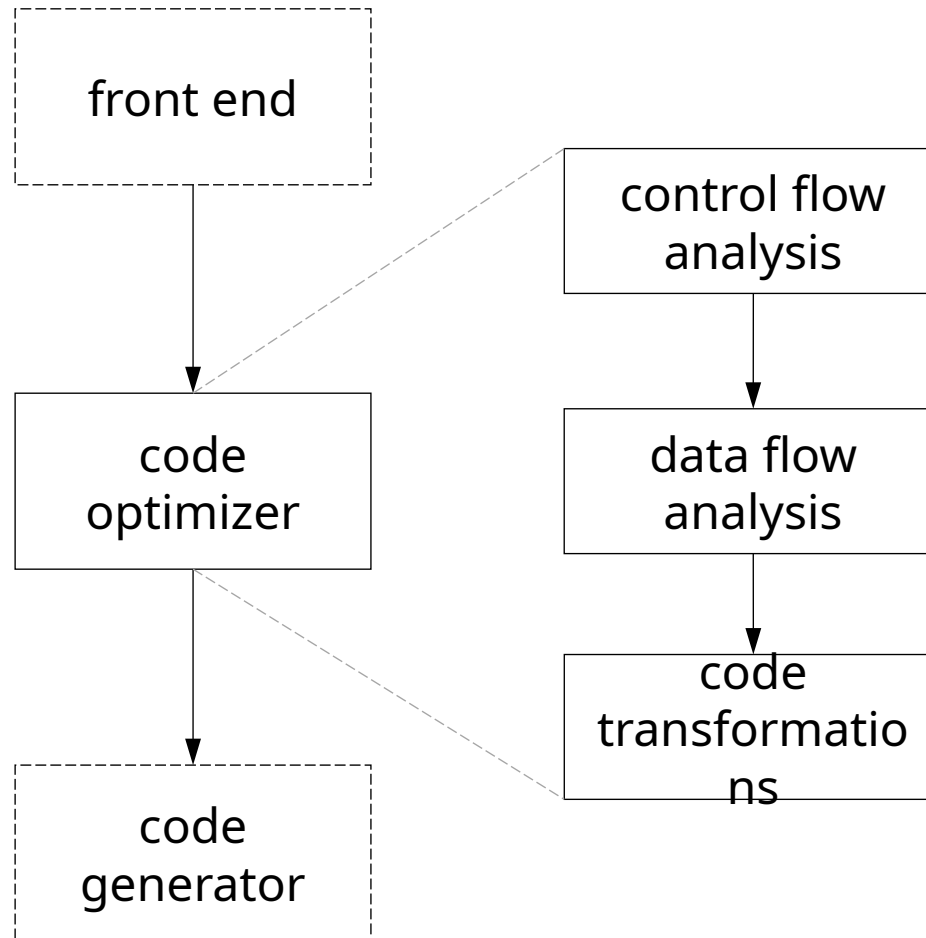 front end
control flow
analysis
code
optimizer
data flow
analysis
code
transformatio
ns
code
generator